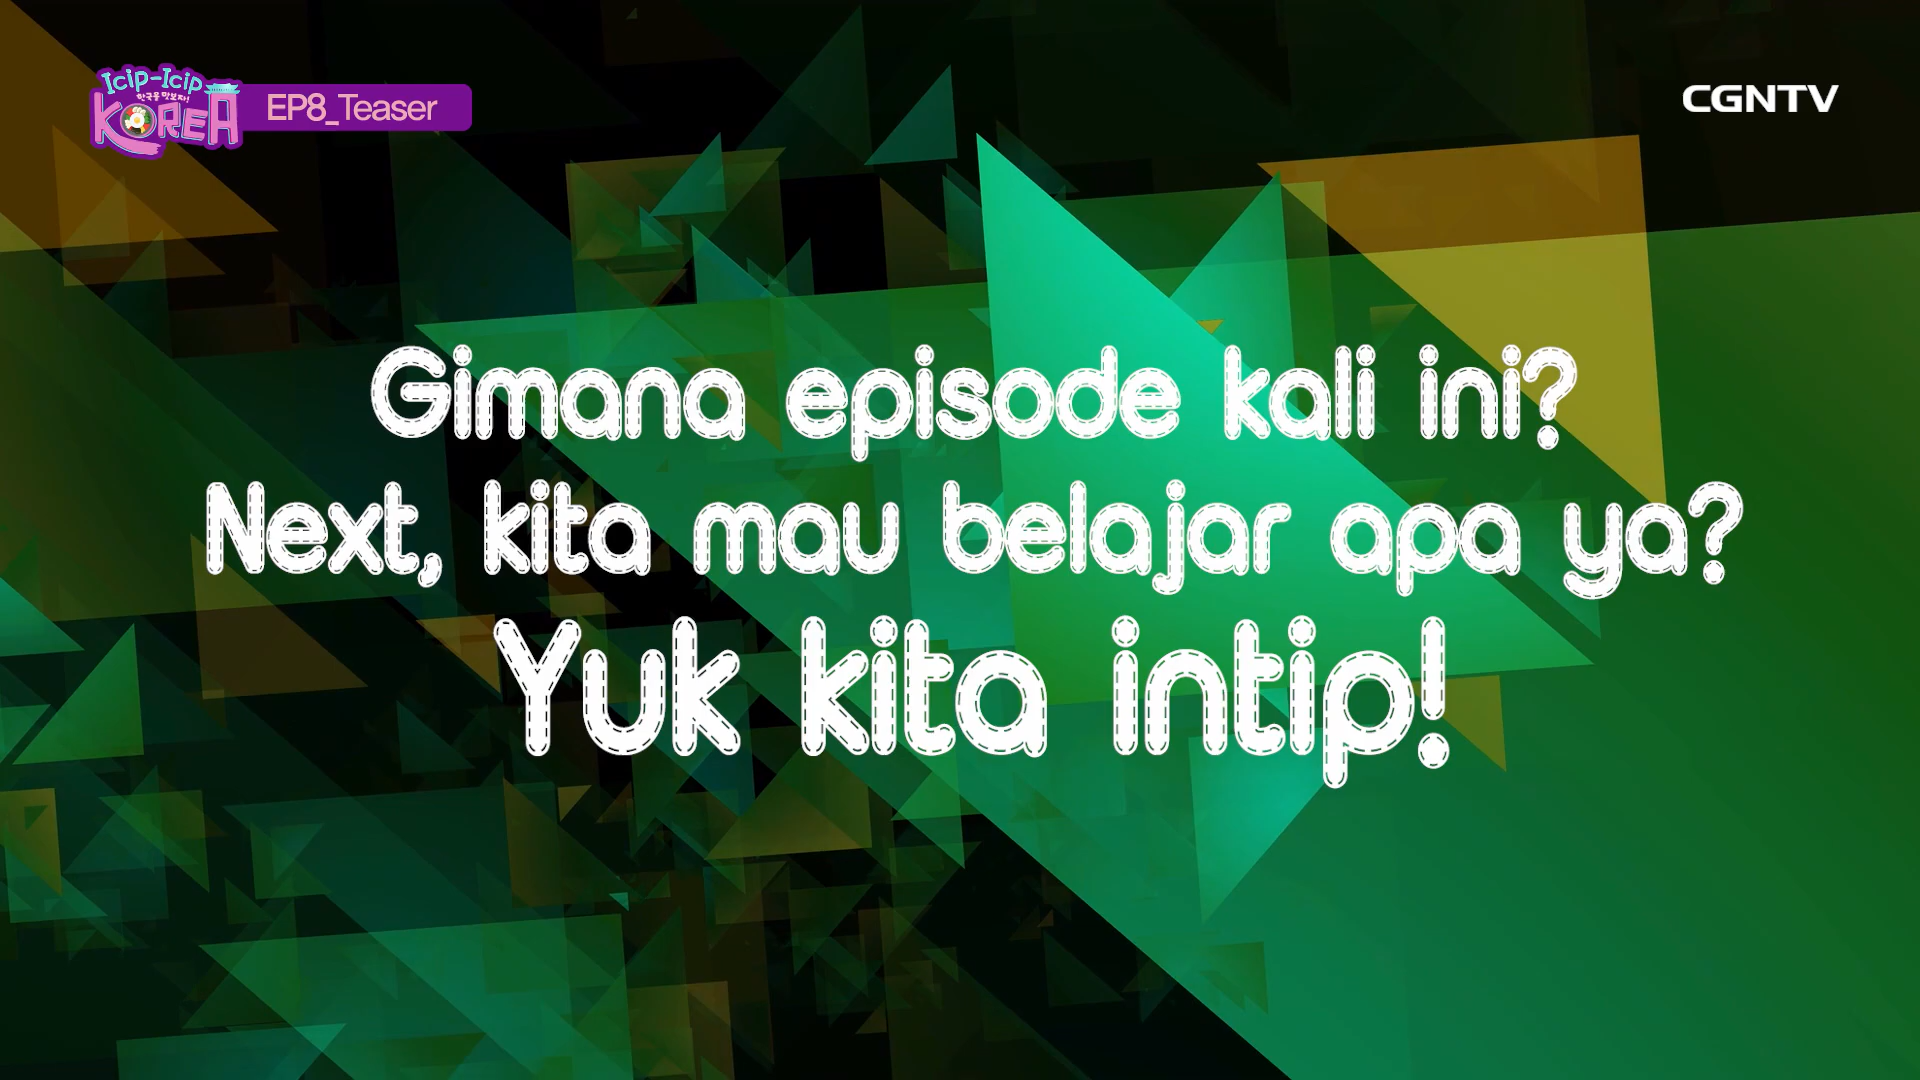 Icip-Icip
한국을 맛보자!
KOREA
EP8_Teaser
CGNTV
Gimana episode kali ini?
Next, kita mau belajar apa ya?
Yuk kita intip!